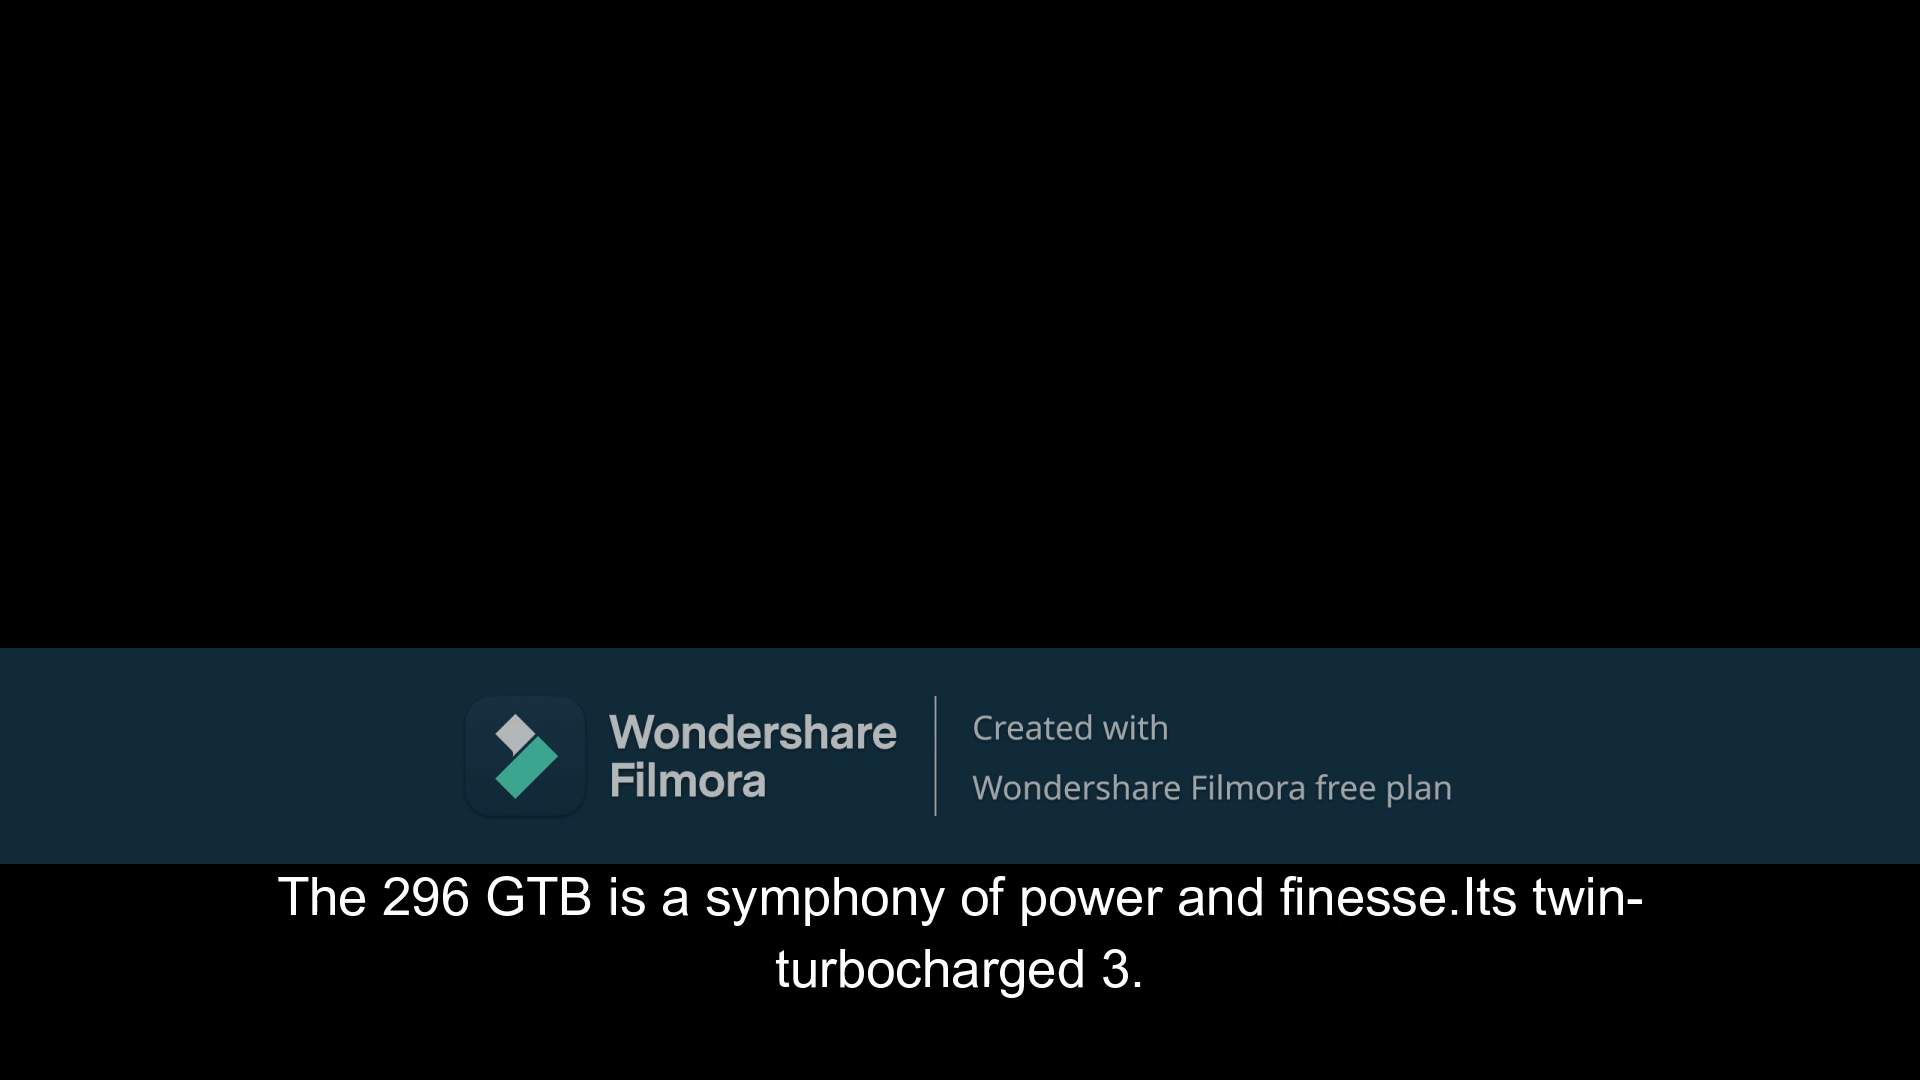 Wondershare
Filmora
Created with
Wondershare Filmora free plan
The 296 GTB is a symphony of power and finesse.Its twin-
turbocharged 3.